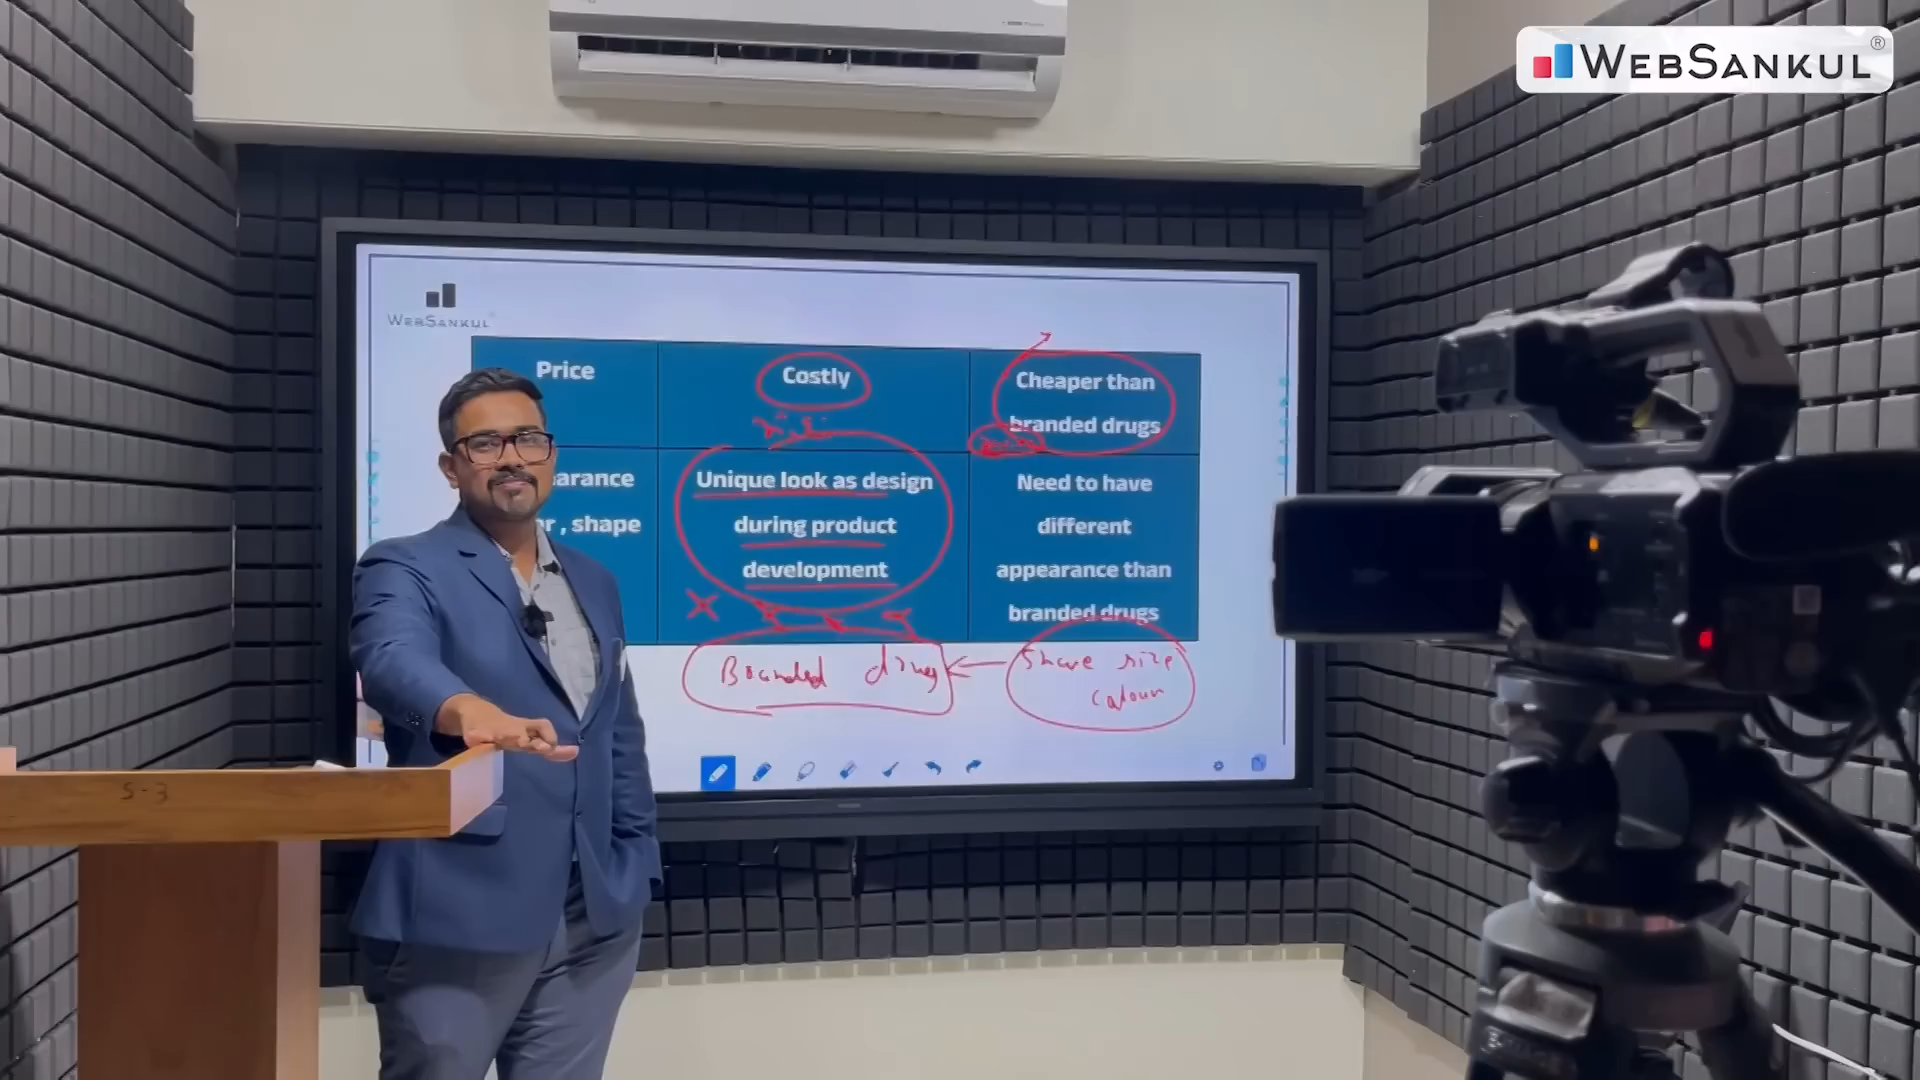 WEBSANKUL®
WEBSANKUL
Price
Costly
Cheaper than
branded drugs
arance
r , shape
Unique look as design
during product
development
Need to have
different
appearance than
branded drugs
Branded drug
size
colour
S-3